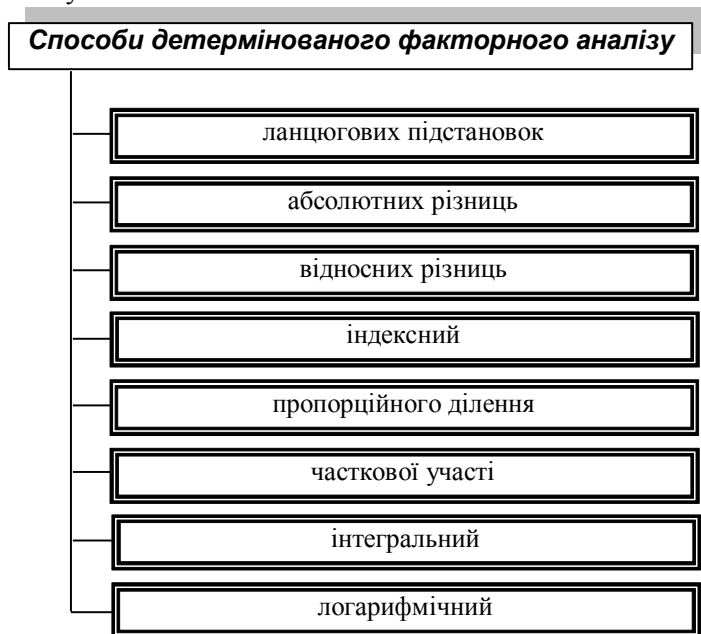 Способи детермінованого факторного аналізу
ланцюгових підстановок
абсолютних різниць
відносних різниць
індексний
пропорційного ділення
часткової участі
інтегральний
логарифмічний